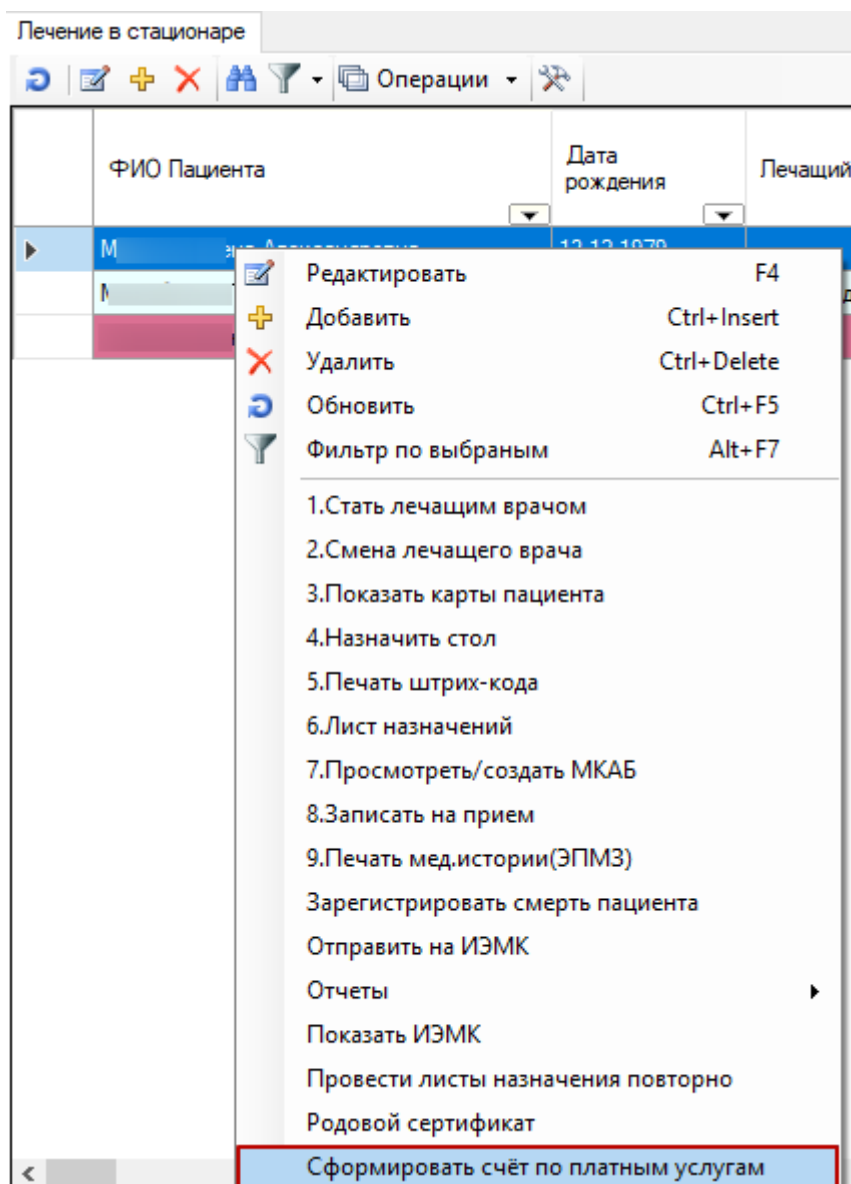 Лечение в стационаре
Операции
ФИО Пациента
Дата
рождения
Лечащий
Редактировать F4
Добавить Ctrl+Insert
Удалить Ctrl+Delete
Обновить Ctrl+F5
Фильтр по выбраным Alt+F7
1.Стать лечащим врачом
2.Смена лечащего врача
3.Показать карты пациента
4.Назначить стол
5.Печать штрих-кода
6.Лист назначений
7.Просмотреть/создать МКАБ
8.Записать на прием
9.Печать мед.истории(ЭПМЗ)
Зарегистрировать смерть пациента
Отправить на ИЭМК
Отчеты
Показать ИЭМК
Провести листы назначения повторно
Родовой сертификат
Сформировать счёт по платным услугам